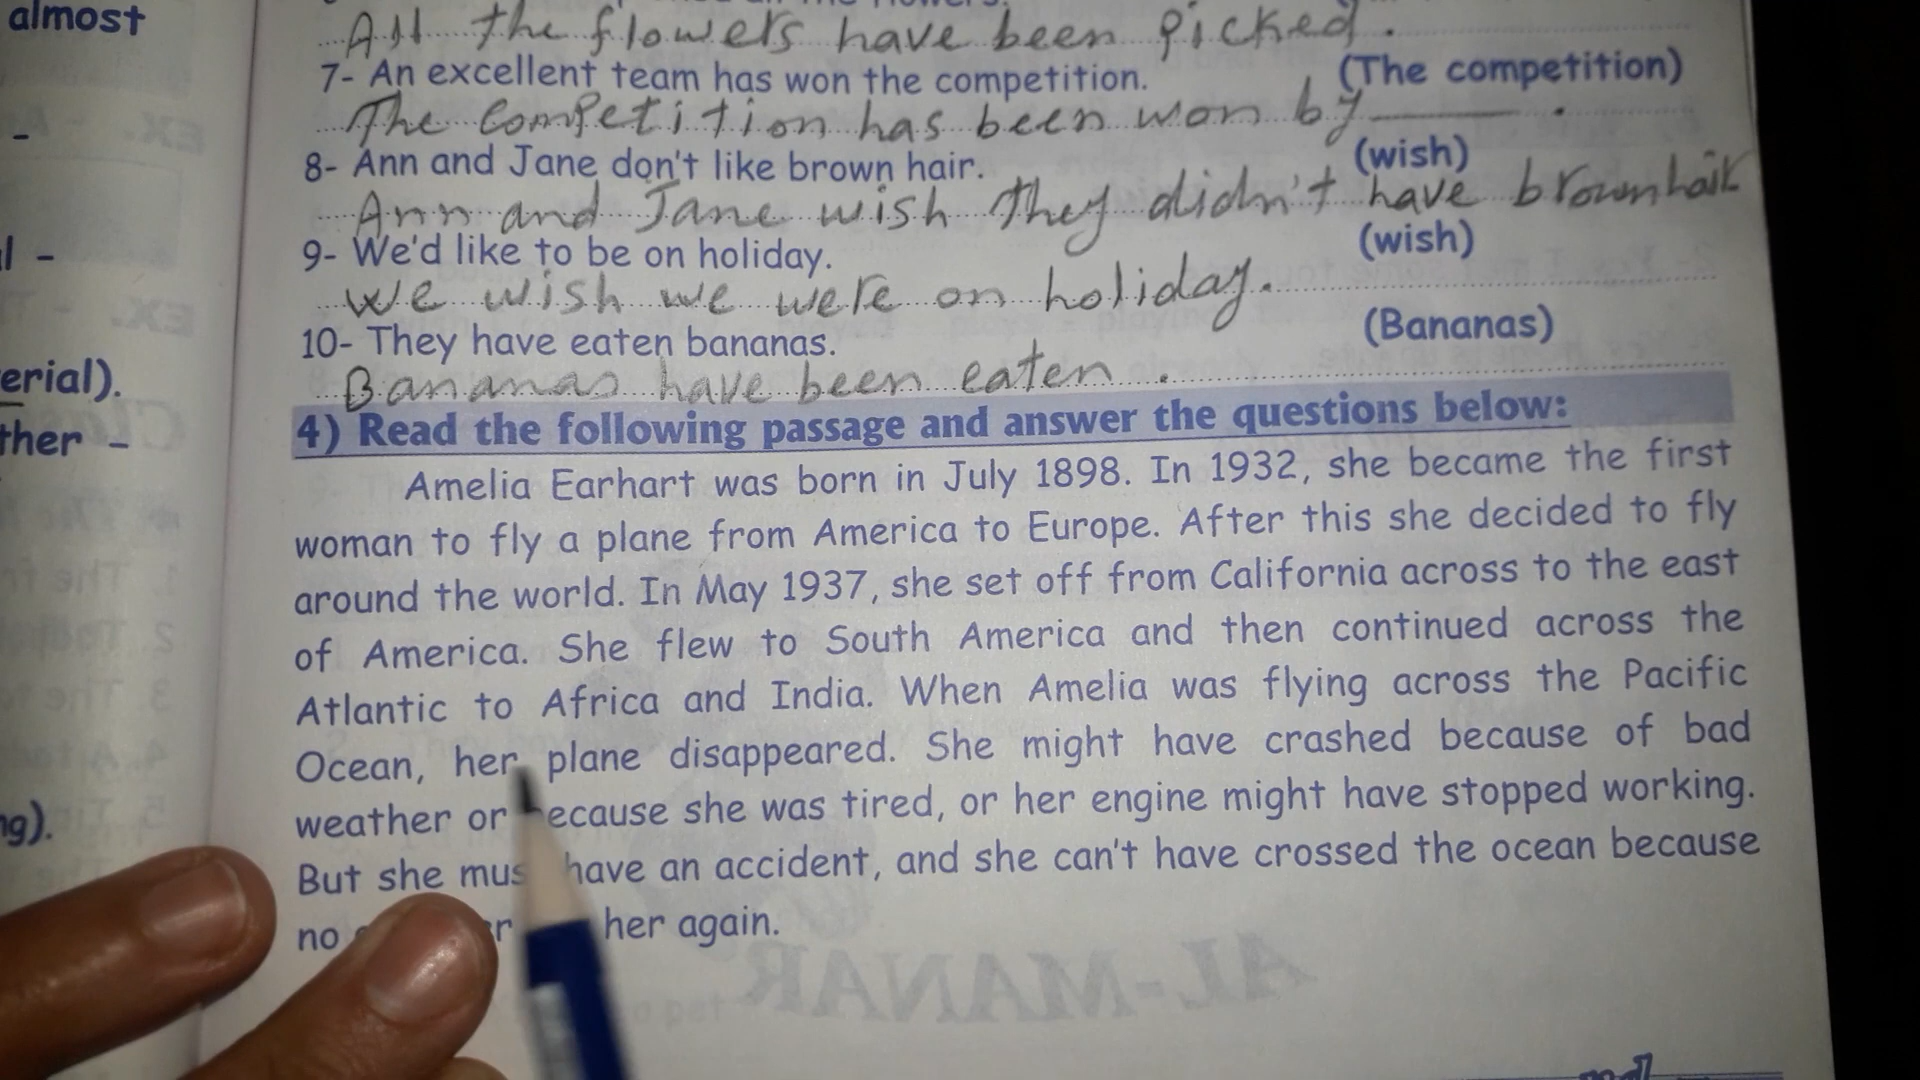 almost
All the flowers have been picked.
7- An excellent team has won the competition. (The competition)
The competition has been won by ______ .
8- Ann and Jane don't like brown hair. (wish)
Ann and Jane wish they didn't have brown hair
9- We'd like to be on holiday. (wish)
We wish we were on holiday.
10- They have eaten bananas. (Bananas)
Bananas have been eaten .
4) Read the following passage and answer the questions below:
Amelia Earhart was born in July 1898. In 1932, she became the first
woman to fly a plane from America to Europe. After this she decided to fly
around the world. In May 1937, she set off from California across to the east
of America. She flew to South America and then continued across the
Atlantic to Africa and India. When Amelia was flying across the Pacific
Ocean, her plane disappeared. She might have crashed because of bad
weather or because she was tired, or her engine might have stopped working.
But she must have an accident, and she can't have crossed the ocean because
no her again.
erial).
ther -
ng).
AL-MANAR